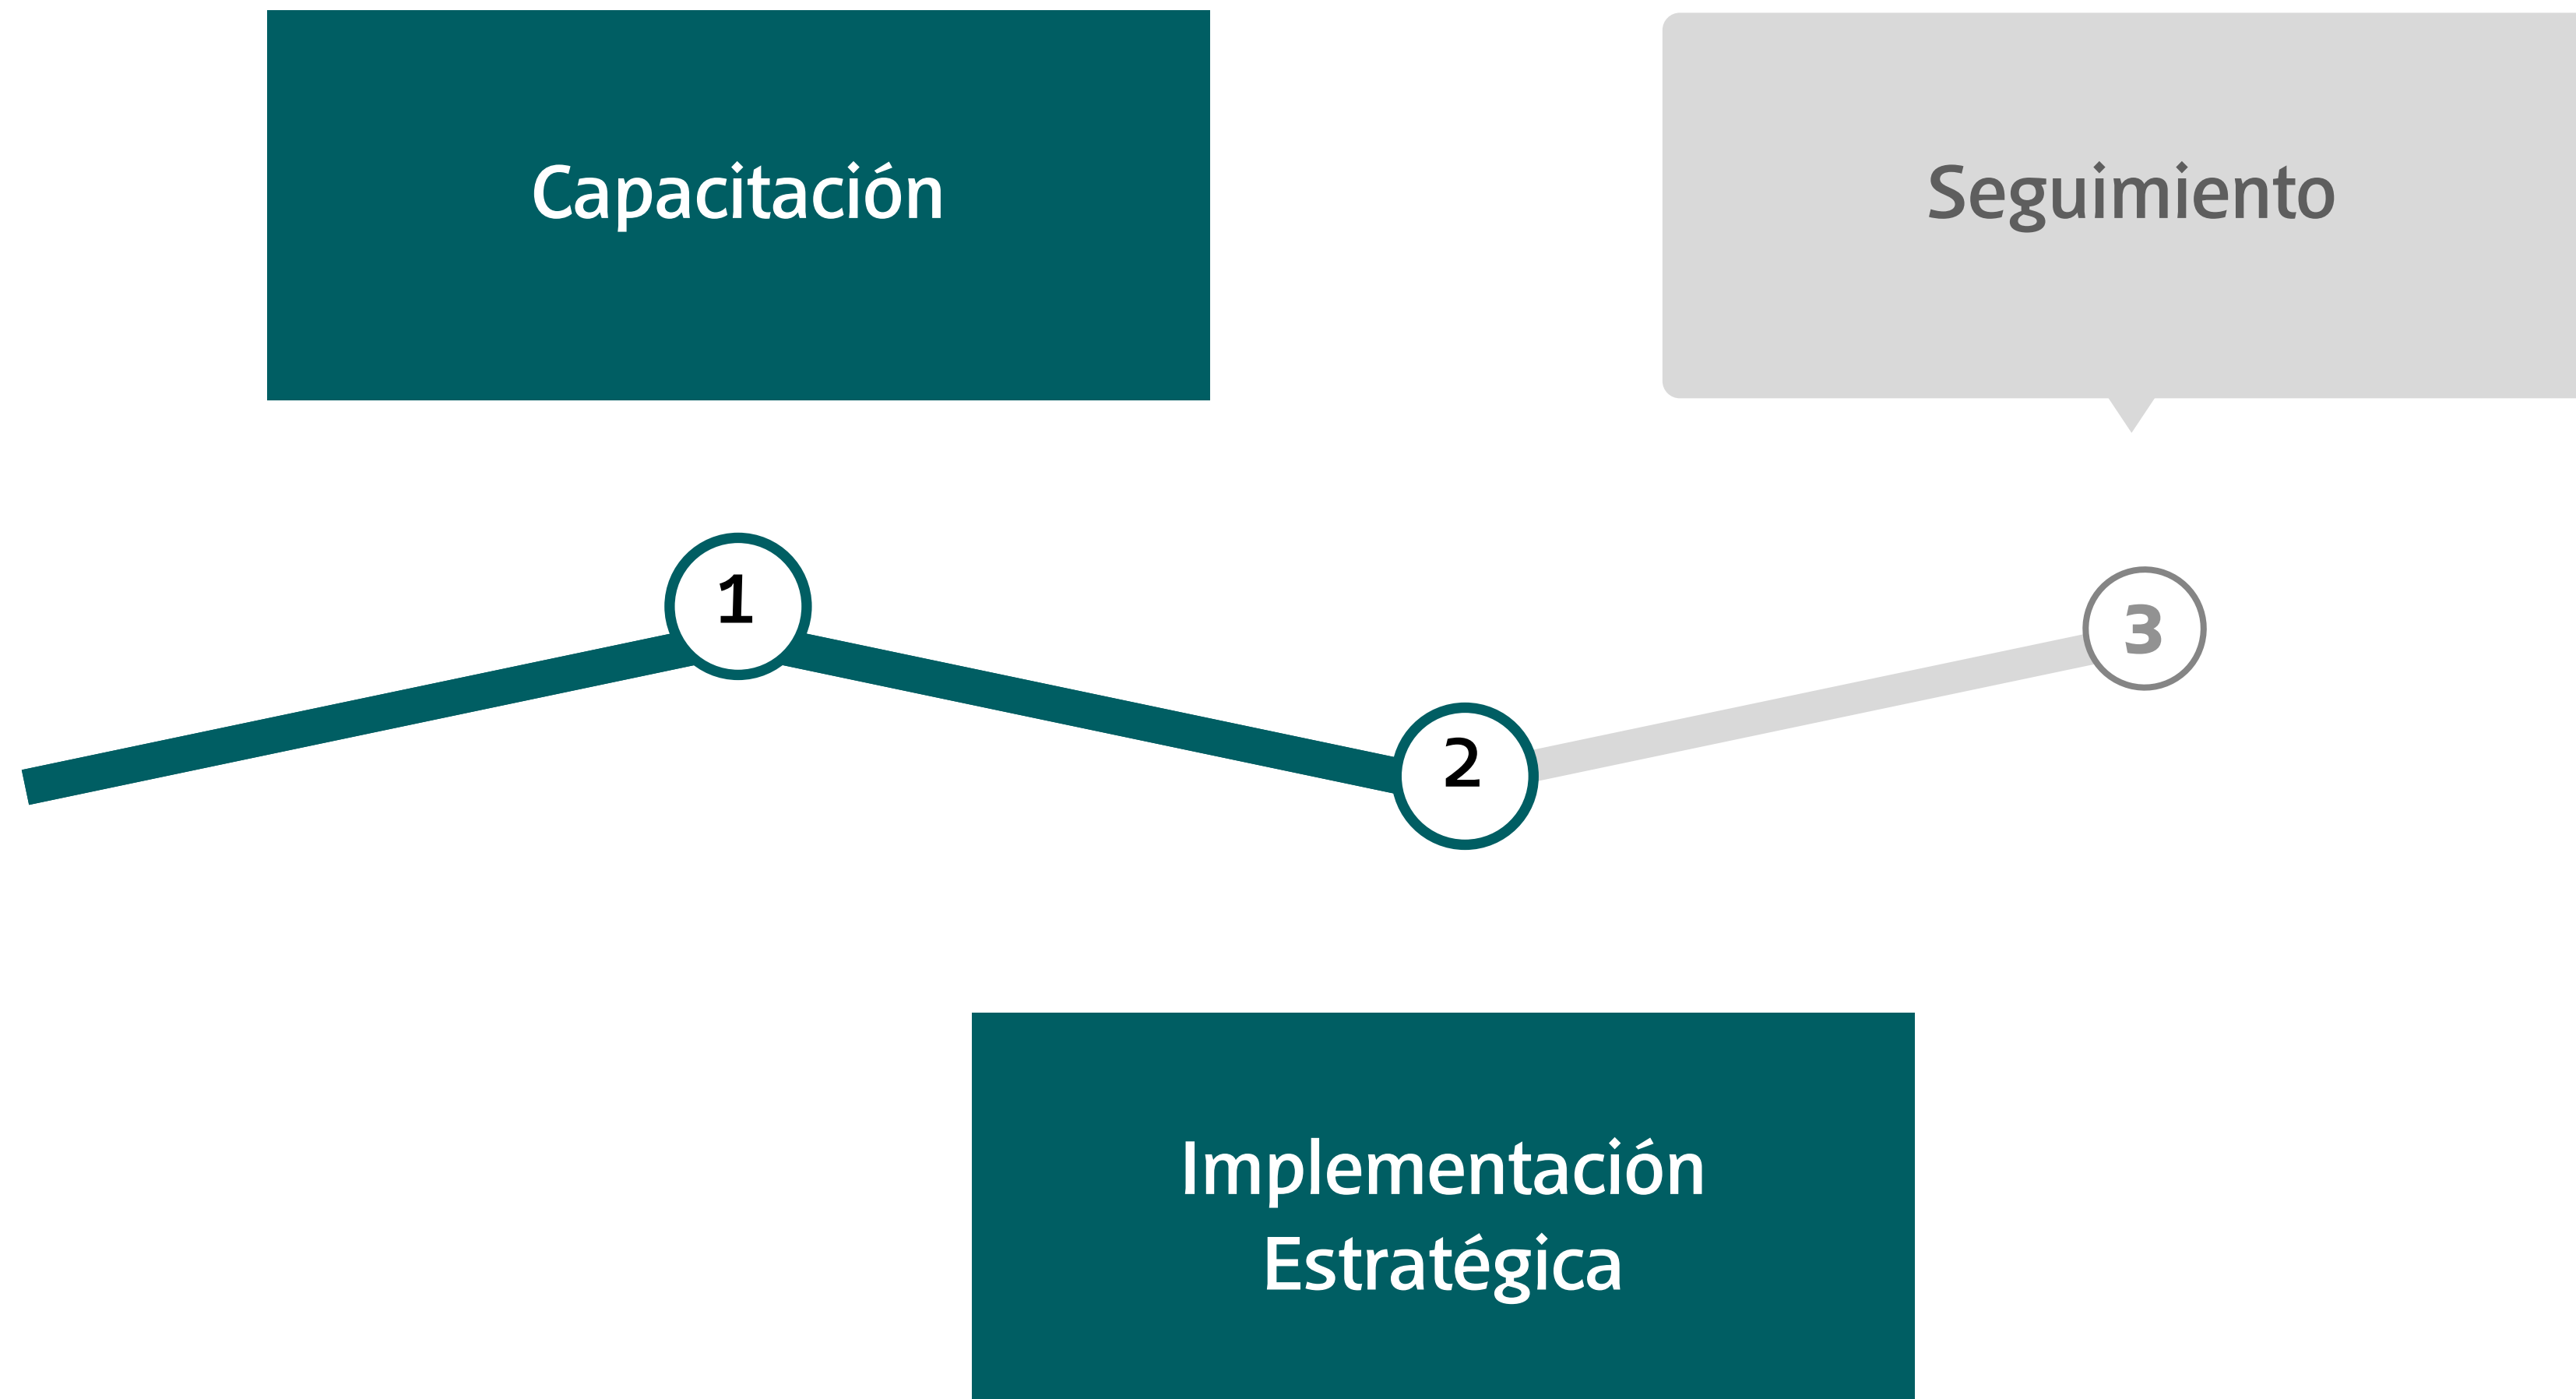 Capacitación
Seguimiento
1
2
3
Implementación
Estratégica